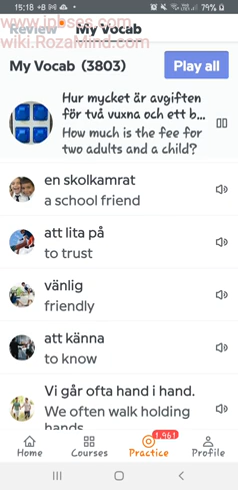 15:18 +B
79%
www.iposes.com
Review My Vocab
wiki.RozaMind.com
My Vocab (3803) Play all
Hur mycket är avgiften
för två vuxna och ett b...
How much is the fee for
two adults and a child?
en skolkamrat
a school friend
att lita på
to trust
vänlig
friendly
att känna
to know
Vi går ofta hand i hand.
We often walk holding
hands
1,961
Home Courses Practice Profile